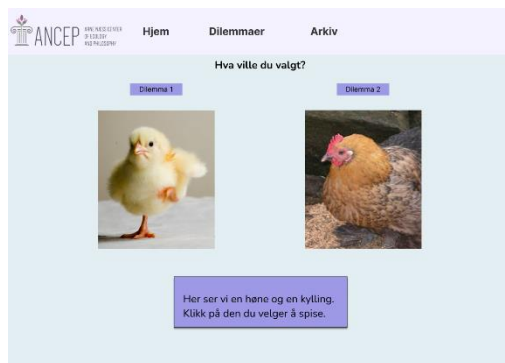 ANCEP
Hjem Dilemmaer Arkiv
Hva ville du valgt?
Dilemma 1 Dilemma 2
Her ser vi en høne og en kylling.
Klikk på den du velger å spise.